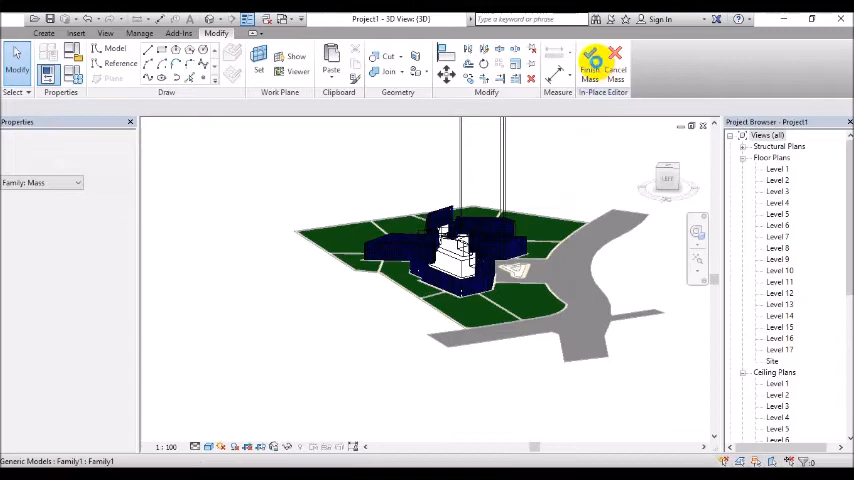 Project1 - 3D View: {3D}
Type a keyword or phrase
Sign In
Create Insert View Manage Add-Ins Modify
Modify
Model
Reference
Plane
Set
Show
Viewer
Paste
Cut
Join
Finish Mass
Cancel Mass
Select Properties Draw Work Plane Clipboard Geometry Modify Measure In-Place Editor
Properties
Family: Mass
LEFT
Project Browser - Project1
Views (all)
Structural Plans
Floor Plans
Level 1
Level 2
Level 3
Level 4
Level 5
Level 6
Level 7
Level 8
Level 9
Level 10
Level 11
Level 12
Level 13
Level 14
Level 15
Level 16
Level 17
Site
Ceiling Plans
Level 1
Level 2
Level 3
Level 4
Level 5
Level 6
1 : 100
Generic Models : Family1 : Family1
:0